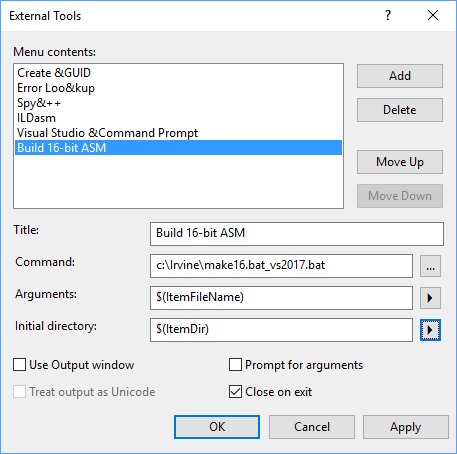 External Tools
?
Menu contents:
Create &GUID
Error Loo&kup
Spy&++
ILDasm
Visual Studio &Command Prompt
Build 16-bit ASM
Add
Delete
Move Up
Move Down
Title:
Build 16-bit ASM
Command:
c:\Irvine\make16.bat_vs2017.bat
...
Arguments:
$(ItemFileName)
Initial directory:
$(ItemDir)
Use Output window
Prompt for arguments
Treat output as Unicode
Close on exit
OK
Cancel
Apply